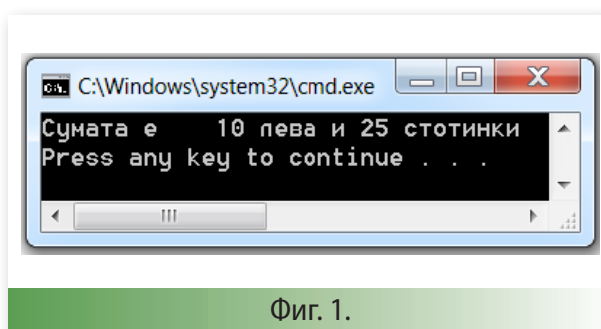 C:\Windows\system32\cmd.exe
Сумата е    10 лева и 25 стотинки
Press any key to continue . . .
Фиг. 1.